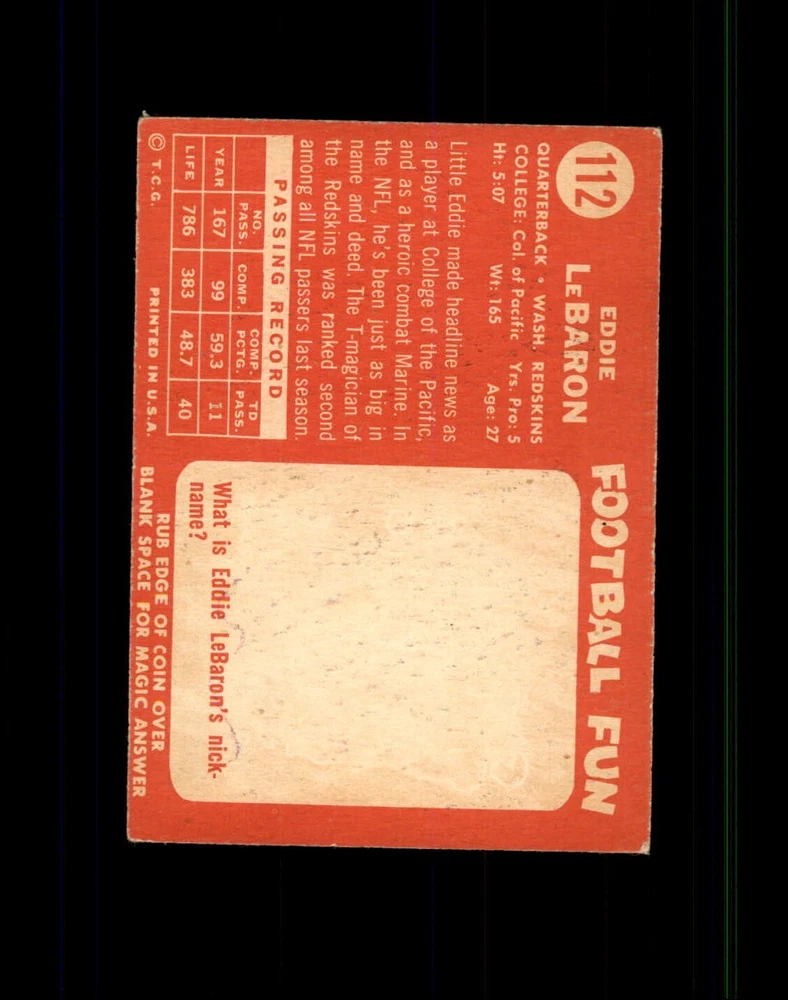 112
EDDIE
LeBARON
QUARTERBACK • WASH. REDSKINS
COLLEGE: Cal. of Pacific Yrs. Pro: 5
Ht: 5:07 Wt: 165 Age: 27
Little Eddie made headline news as
a player at College of the Pacific,
and as a heroic combat Marine. In
the NFL, he's been just as big in
name and deed. The T-magician of
the Redskins was ranked second
among all NFL passers last season.
PASSING RECORD
NO. PASS. COMP. COMP. PCTG. TD PASS.
YEAR 167 99 59.3 11
LIFE 786 383 48.7 40
© T.C.G. PRINTED IN U.S.A.
FOOTBALL FUN
What is Eddie LeBaron's nick-
name?
RUB EDGE OF COIN OVER
BLANK SPACE FOR MAGIC ANSWER